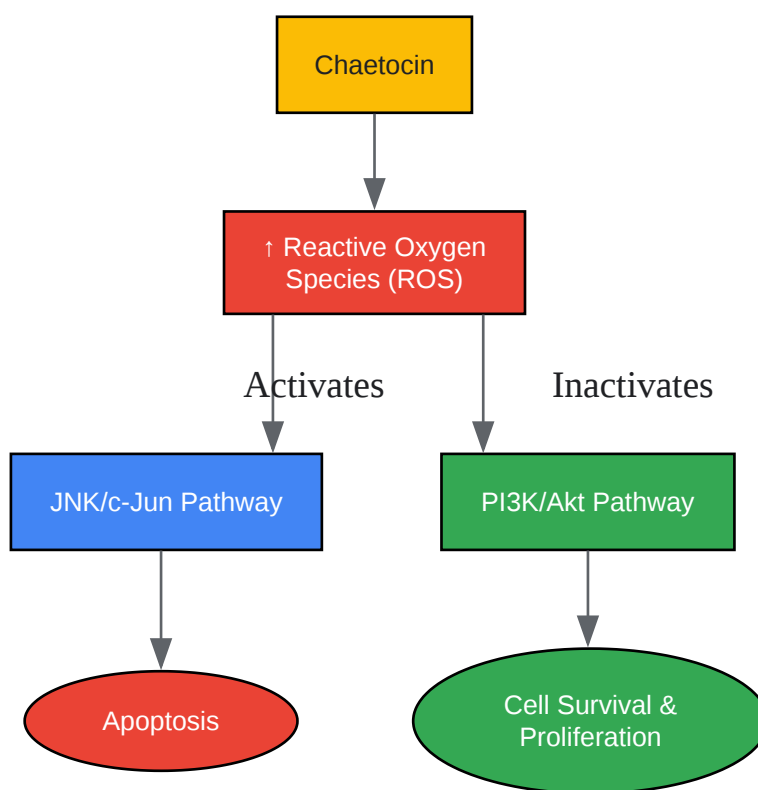 Chaetocin
↑ Reactive Oxygen
Species (ROS)
Activates
Inactivates
JNK/c-Jun Pathway
PI3K/Akt Pathway
Apoptosis
Cell Survival &
Proliferation